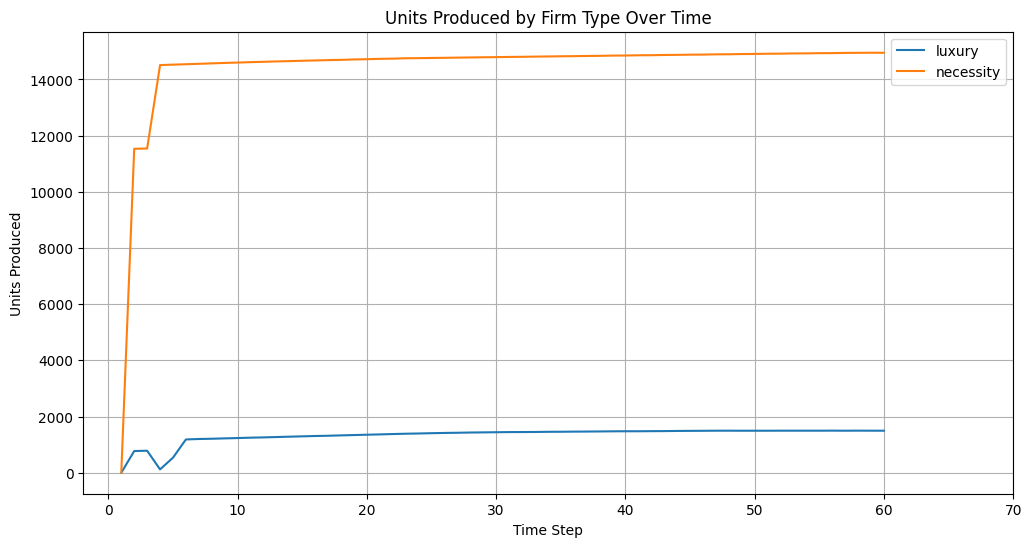 Units Produced by Firm Type Over Time
luxury
necessity
Units Produced
14000
12000
10000
8000
6000
4000
2000
0
0 10 20 30 40 50 60 70
Time Step